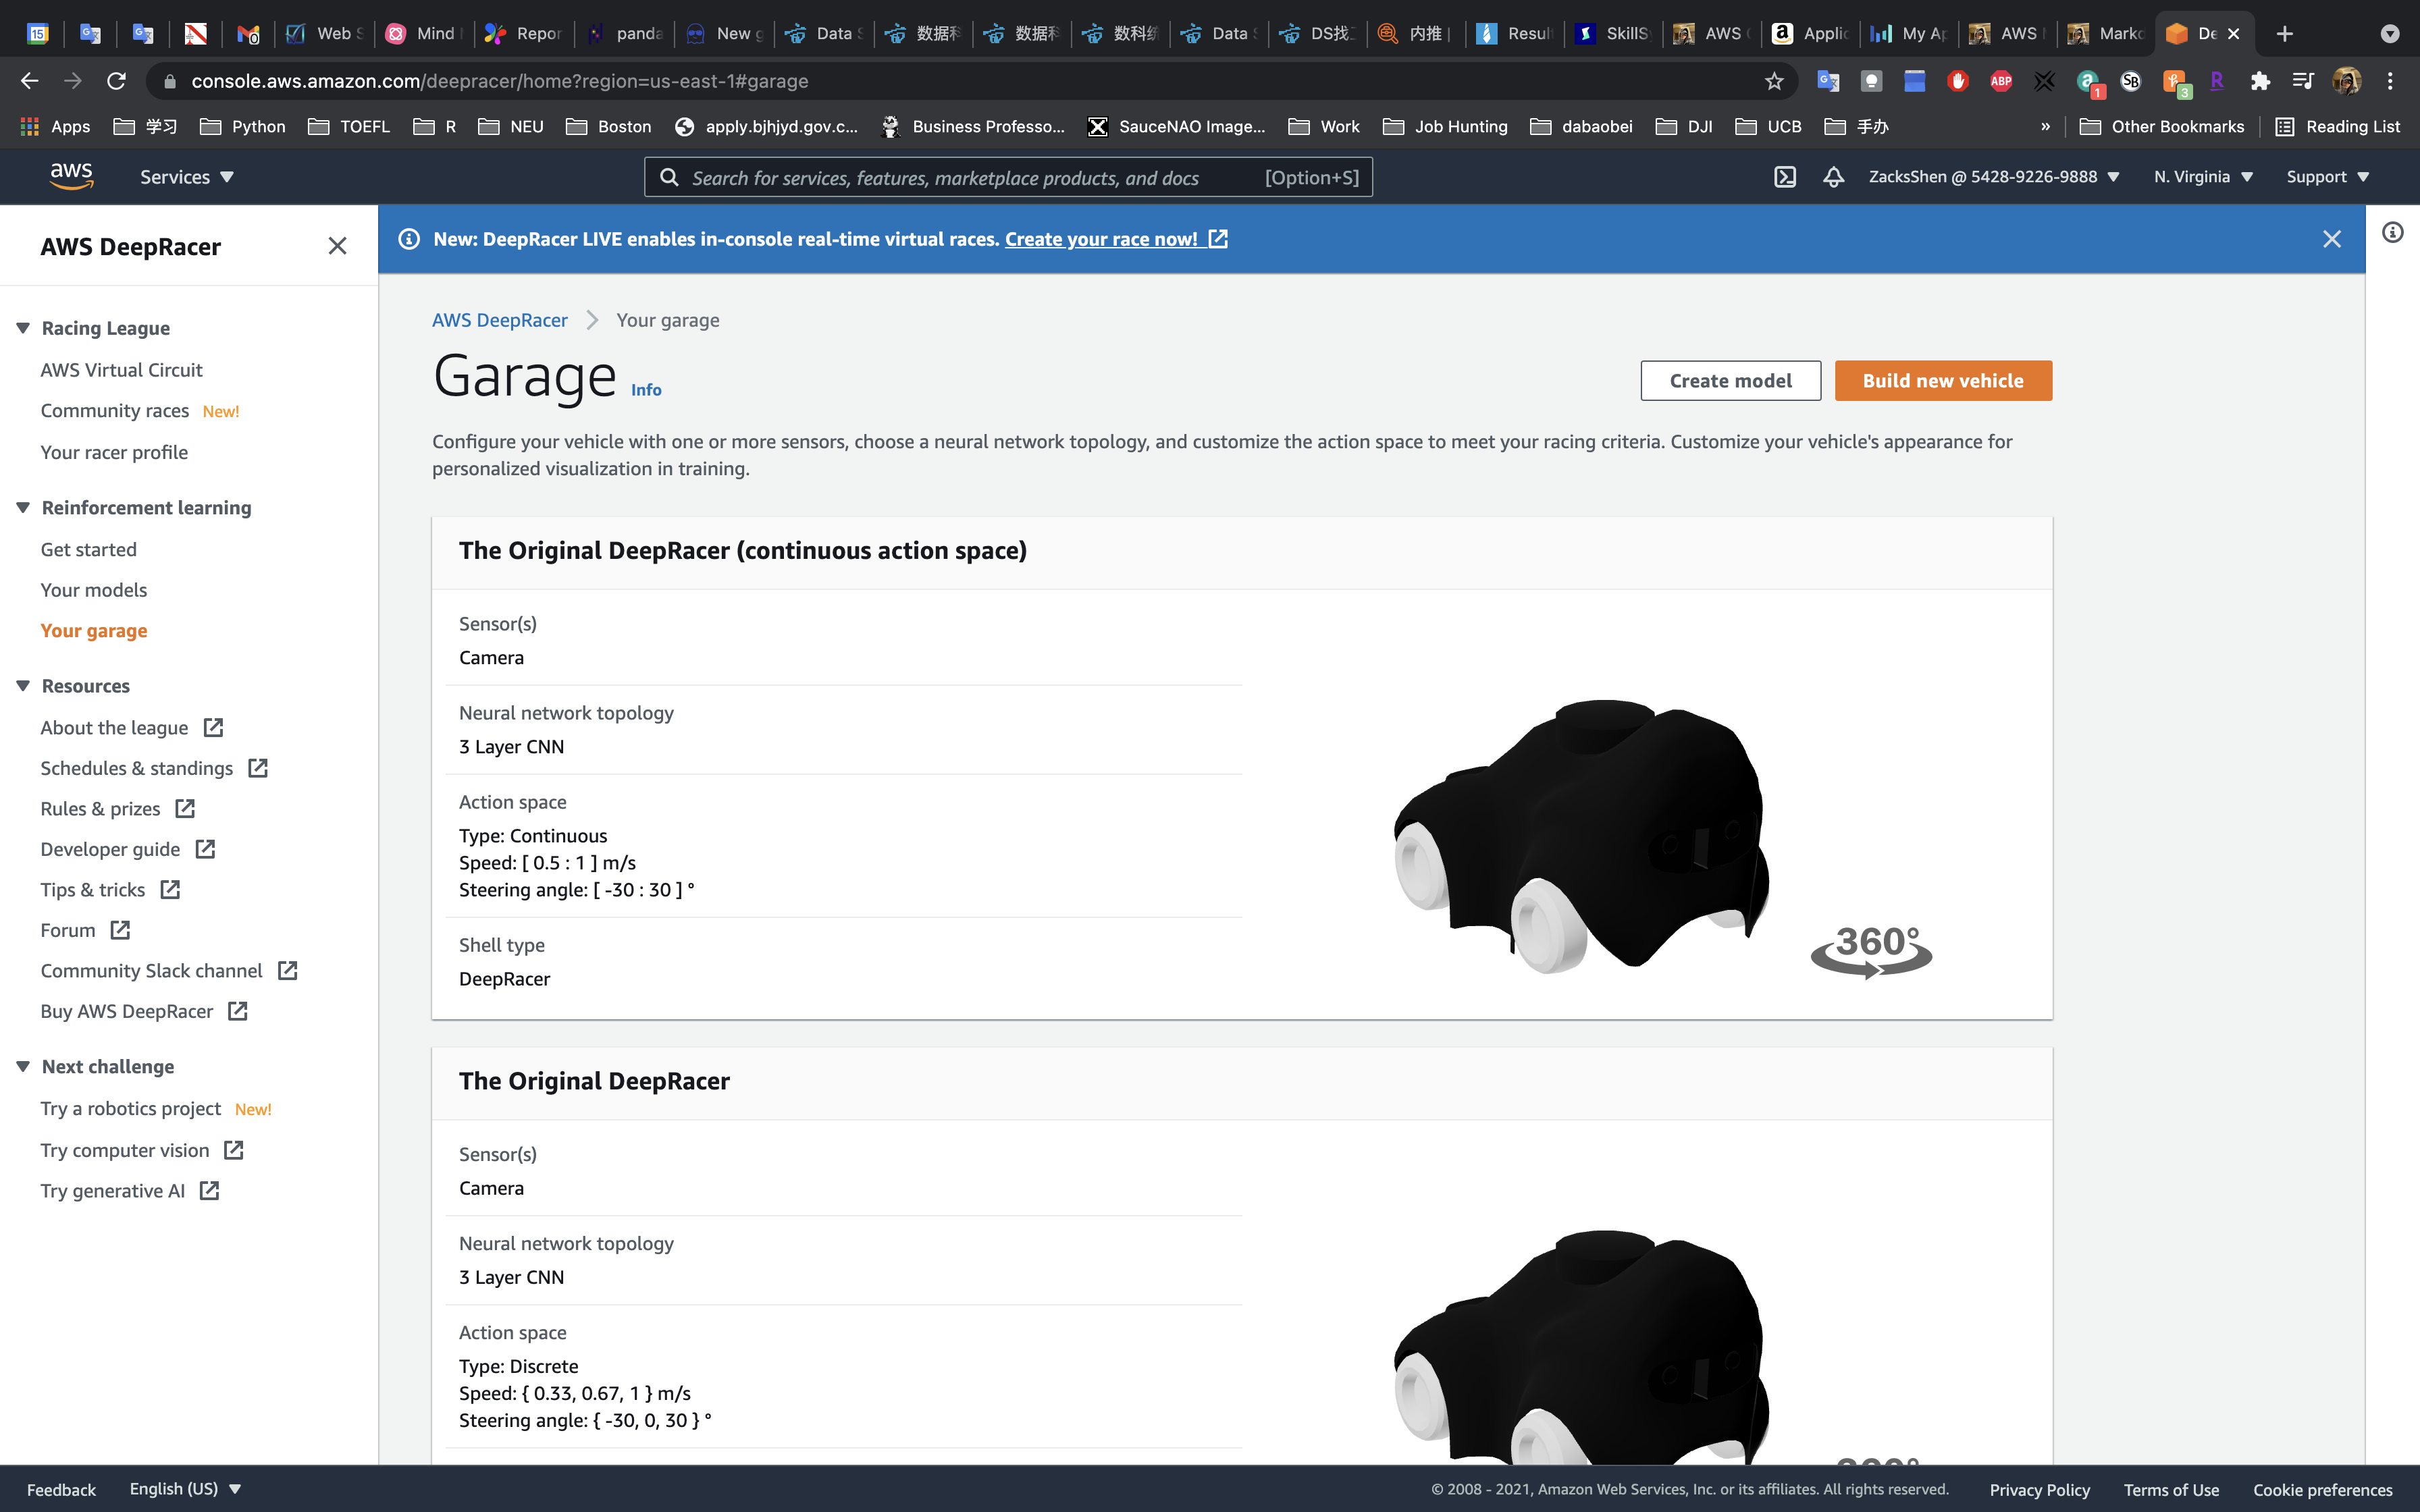 15
Web S
Mind
Repor
panda
New g
Data S
数据科
数据科
数科纷
Data S
DS找工
内推 |
Result
SkillS
AWS
Applic
My Ap
AWS
Marko
De
console.aws.amazon.com/deepracer/home?region=us-east-1#garage
ABP
1
SB
3
R
Apps
学习
Python
TOEFL
R
NEU
Boston
apply.bjhjyd.gov.c...
Business Professo...
SauceNAO Image...
Work
Job Hunting
dabaobei
DJI
UCB
手办
»
Other Bookmarks
Reading List
aws
Services
Search for services, features, marketplace products, and docs
[Option+S]
ZacksShen @ 5428-9226-9888
N. Virginia
Support
AWS DeepRacer
Racing League
AWS Virtual Circuit
Community races New!
Your racer profile
Reinforcement learning
Get started
Your models
Your garage
Resources
About the league
Schedules & standings
Rules & prizes
Developer guide
Tips & tricks
Forum
Community Slack channel
Buy AWS DeepRacer
Next challenge
Try a robotics project New!
Try computer vision
Try generative AI
New: DeepRacer LIVE enables in-console real-time virtual races. Create your race now!
AWS DeepRacer
Your garage
Garage Info
Create model
Build new vehicle
Configure your vehicle with one or more sensors, choose a neural network topology, and customize the action space to meet your racing criteria. Customize your vehicle's appearance for
personalized visualization in training.
The Original DeepRacer (continuous action space)
Sensor(s)
Camera
Neural network topology
3 Layer CNN
Action space
Type: Continuous
Speed: [ 0.5 : 1 ] m/s
Steering angle: [ -30 : 30 ] °
Shell type
DeepRacer
360°
The Original DeepRacer
Sensor(s)
Camera
Neural network topology
3 Layer CNN
Action space
Type: Discrete
Speed: { 0.33, 0.67, 1 } m/s
Steering angle: { -30, 0, 30 } °
Feedback
English (US)
© 2008 - 2021, Amazon Web Services, Inc. or its affiliates. All rights reserved.
Privacy Policy
Terms of Use
Cookie preferences